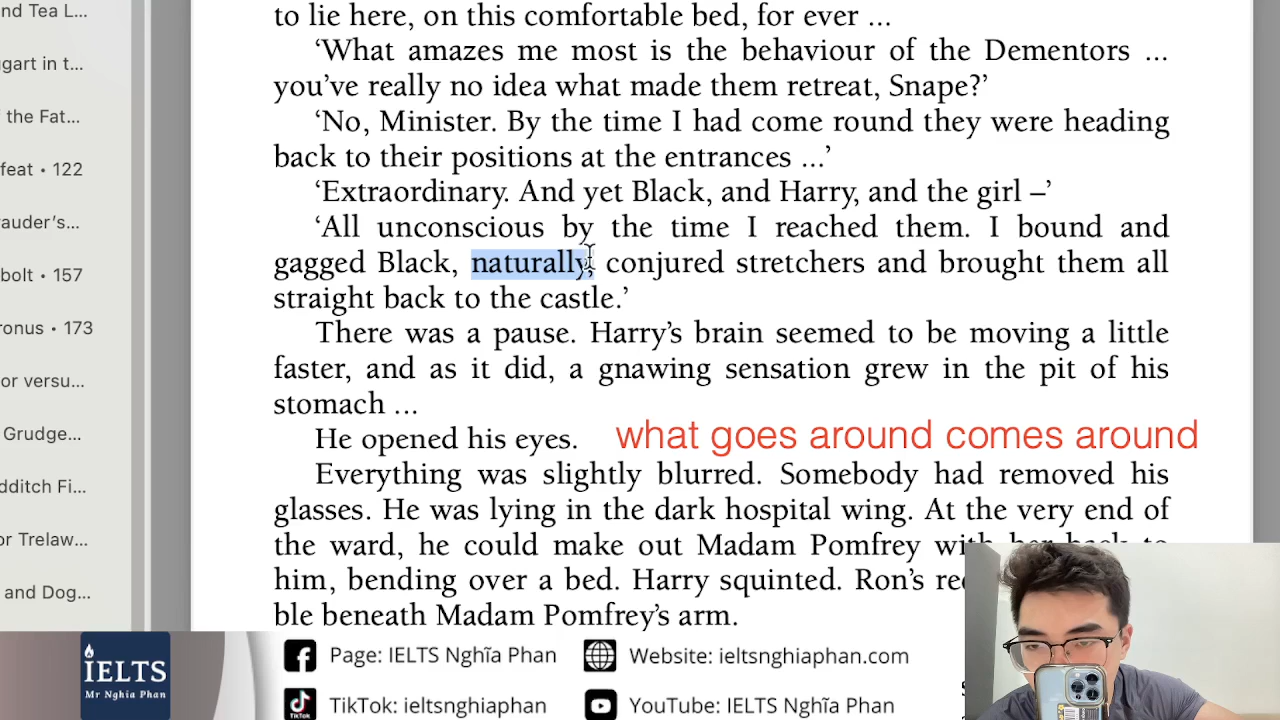 and Tea L...
to lie here, on this comfortable bed, for ever ...
‘What amazes me most is the behaviour of the Dementors ...
ggart in t...
you’ve really no idea what made them retreat, Snape?’
the Fat...
‘No, Minister. By the time I had come round they were heading
back to their positions at the entrances ...’
feat • 122
‘Extraordinary. And yet Black, and Harry, and the girl –’
rauder’s...
‘All unconscious by the time I reached them. I bound and
gagged Black, naturally, conjured stretchers and brought them all
bolt • 157
straight back to the castle.’
ronus • 173
There was a pause. Harry’s brain seemed to be moving a little
faster, and as it did, a gnawing sensation grew in the pit of his
or versu...
stomach ...
Grudge...
He opened his eyes. what goes around comes around
Everything was slightly blurred. Somebody had removed his
dditch Fi...
glasses. He was lying in the dark hospital wing. At the very end of
or Trelaw...
the ward, he could make out Madam Pomfrey with her back to
him, bending over a bed. Harry squinted. Ron’s
and Dog...
ble beneath Madam Pomfrey’s arm.
IELTS
Mr Nghia Phan
Page: IELTS Nghĩa Phan
Website: ieltsnghiaphan.com
TikTok: ieltsnghiaphan
YouTube: IELTS Nghĩa Phan